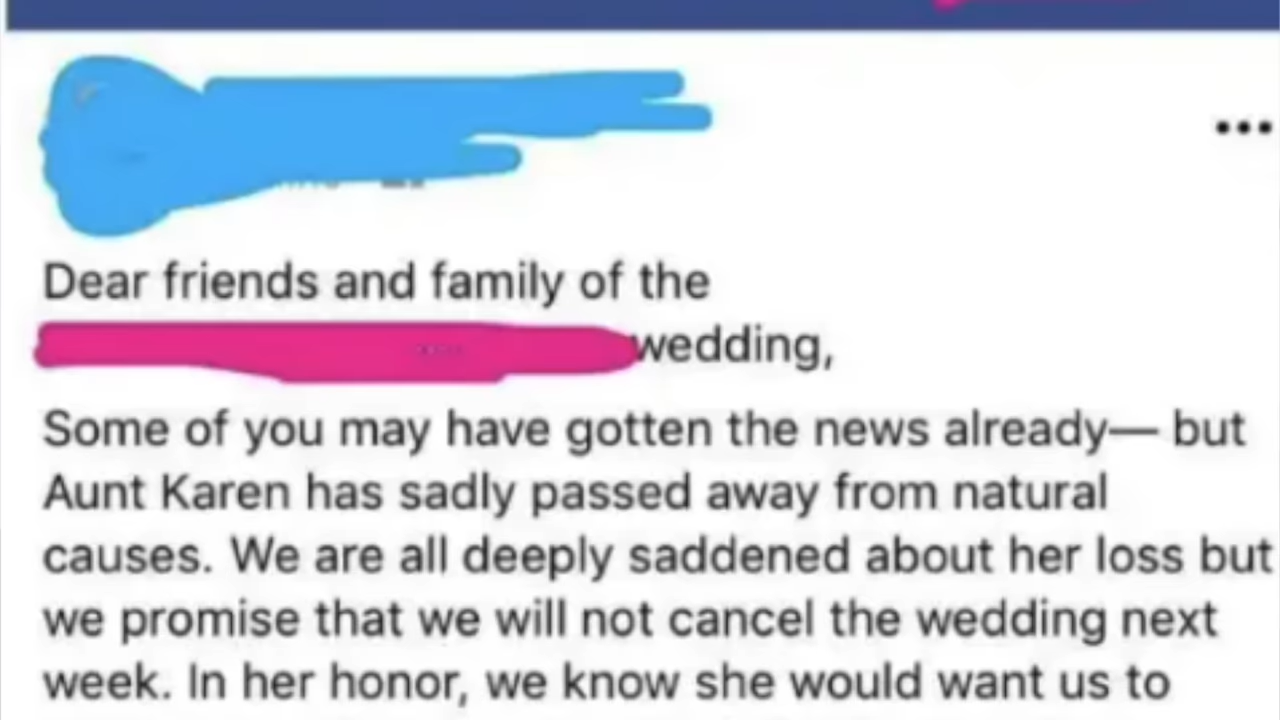 Dear friends and family of the
wedding,
Some of you may have gotten the news already— but
Aunt Karen has sadly passed away from natural
causes. We are all deeply saddened about her loss but
we promise that we will not cancel the wedding next
week. In her honor, we know she would want us to